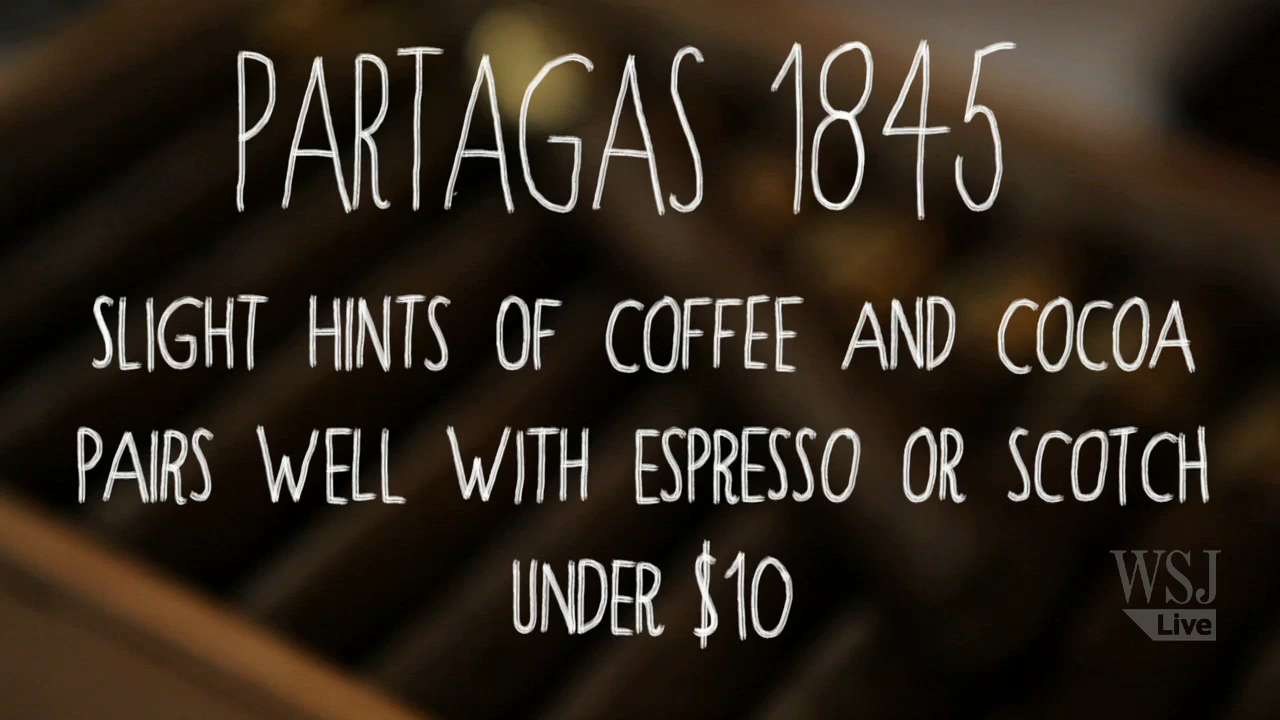 PARTAGAS 1845
SLIGHT HINTS OF COFFEE AND COCOA
PAIRS WELL WITH ESPRESSO OR SCOTCH
UNDER $10
WSJ
Live